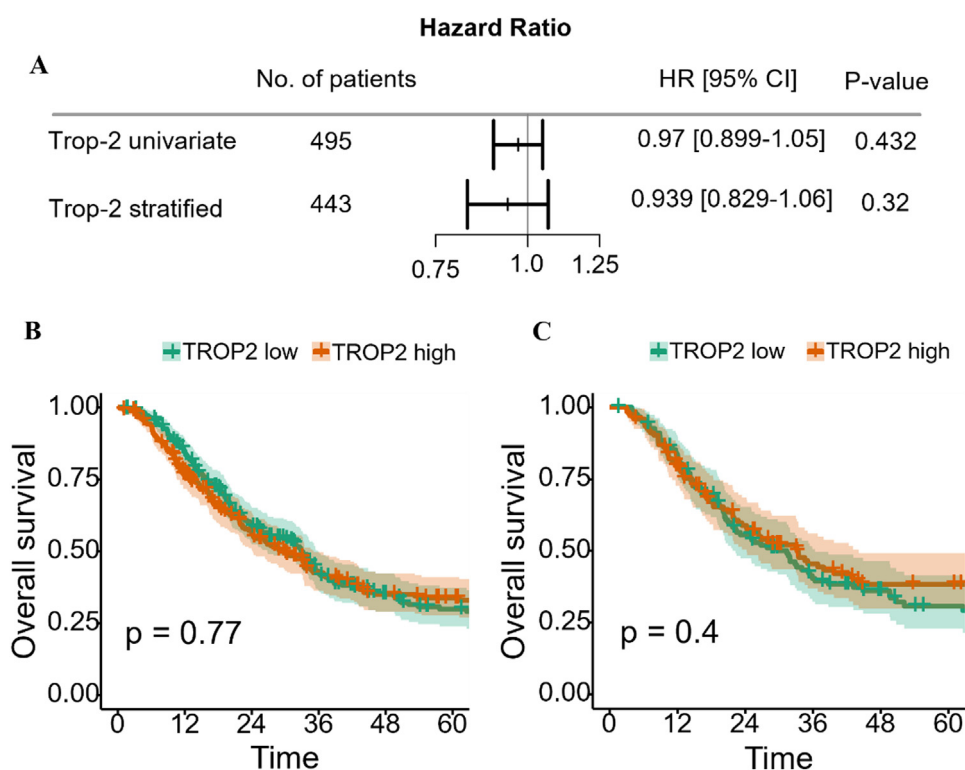 Hazard Ratio
A
No. of patients HR [95% CI] P-value
Trop-2 univariate 495 0.97 [0.899-1.05] 0.432
Trop-2 stratified 443 0.939 [0.829-1.06] 0.32
0.75 1.0 1.25
B
TROP2 low TROP2 high
Overall survival
1.00
0.75
0.50
0.25
0.00
p = 0.77
0 12 24 36 48 60
Time
C
TROP2 low TROP2 high
Overall survival
1.00
0.75
0.50
0.25
0.00
p = 0.4
0 12 24 36 48 60
Time